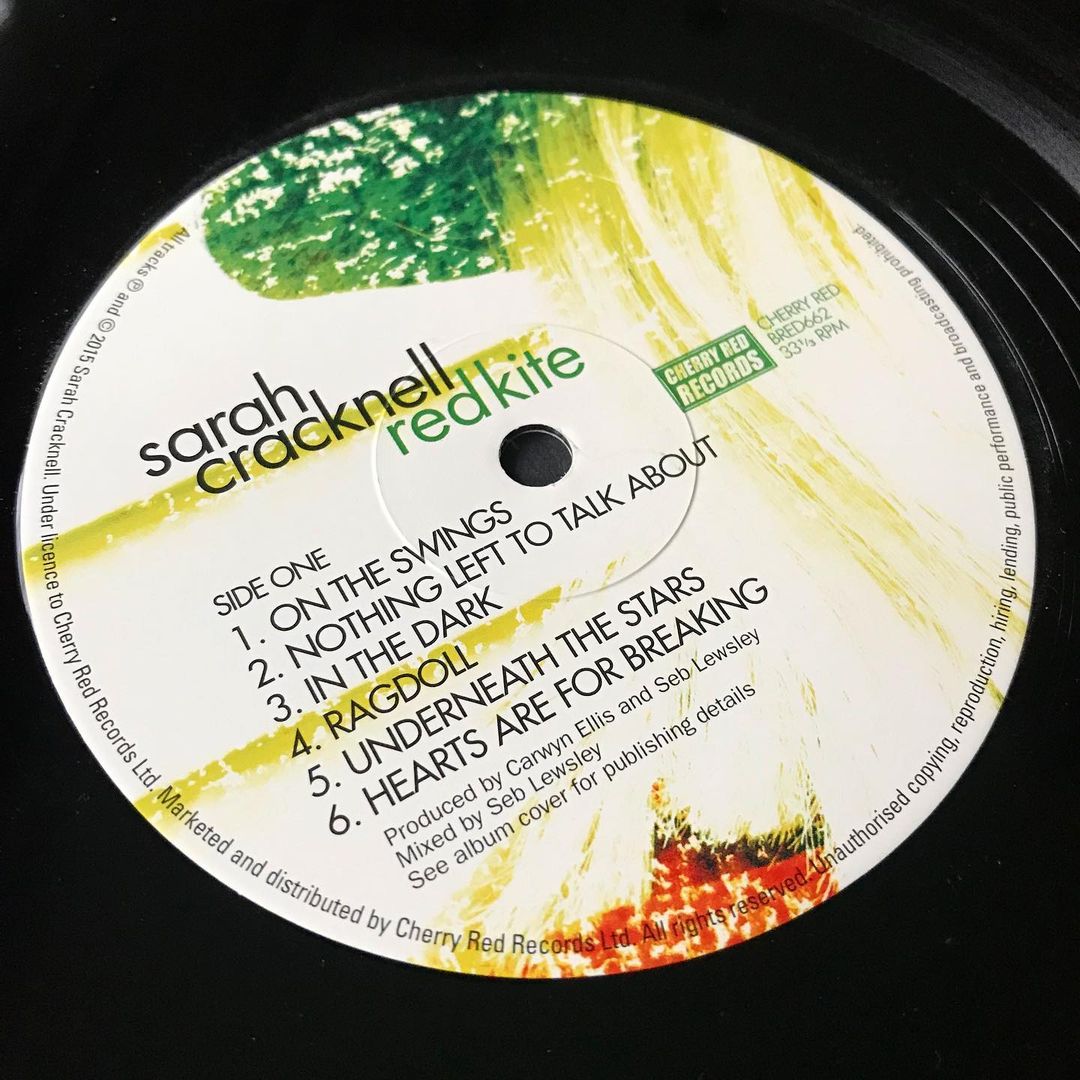 sarah
cracknell
red kite
CHERRY RED
RECORDS
CHERRY RED
BRED662
33⅓ RPM
SIDE ONE
1. ON THE SWINGS
2. NOTHING LEFT TO TALK ABOUT
3. IN THE DARK
4. RAGDOLL
5. UNDERNEATH THE STARS
6. HEARTS ARE FOR BREAKING
Produced by Carwyn Ellis and Seb Lewsley
Mixed by Seb Lewsley
See album cover for publishing details
All tracks ℗ and © 2015 Sarah Cracknell. Under licence to Cherry Red Records Ltd. Marketed and distributed by Cherry Red Records Ltd. All rights reserved. Unauthorised copying, reproduction, hiring, lending, public performance and broadcasting prohibited.